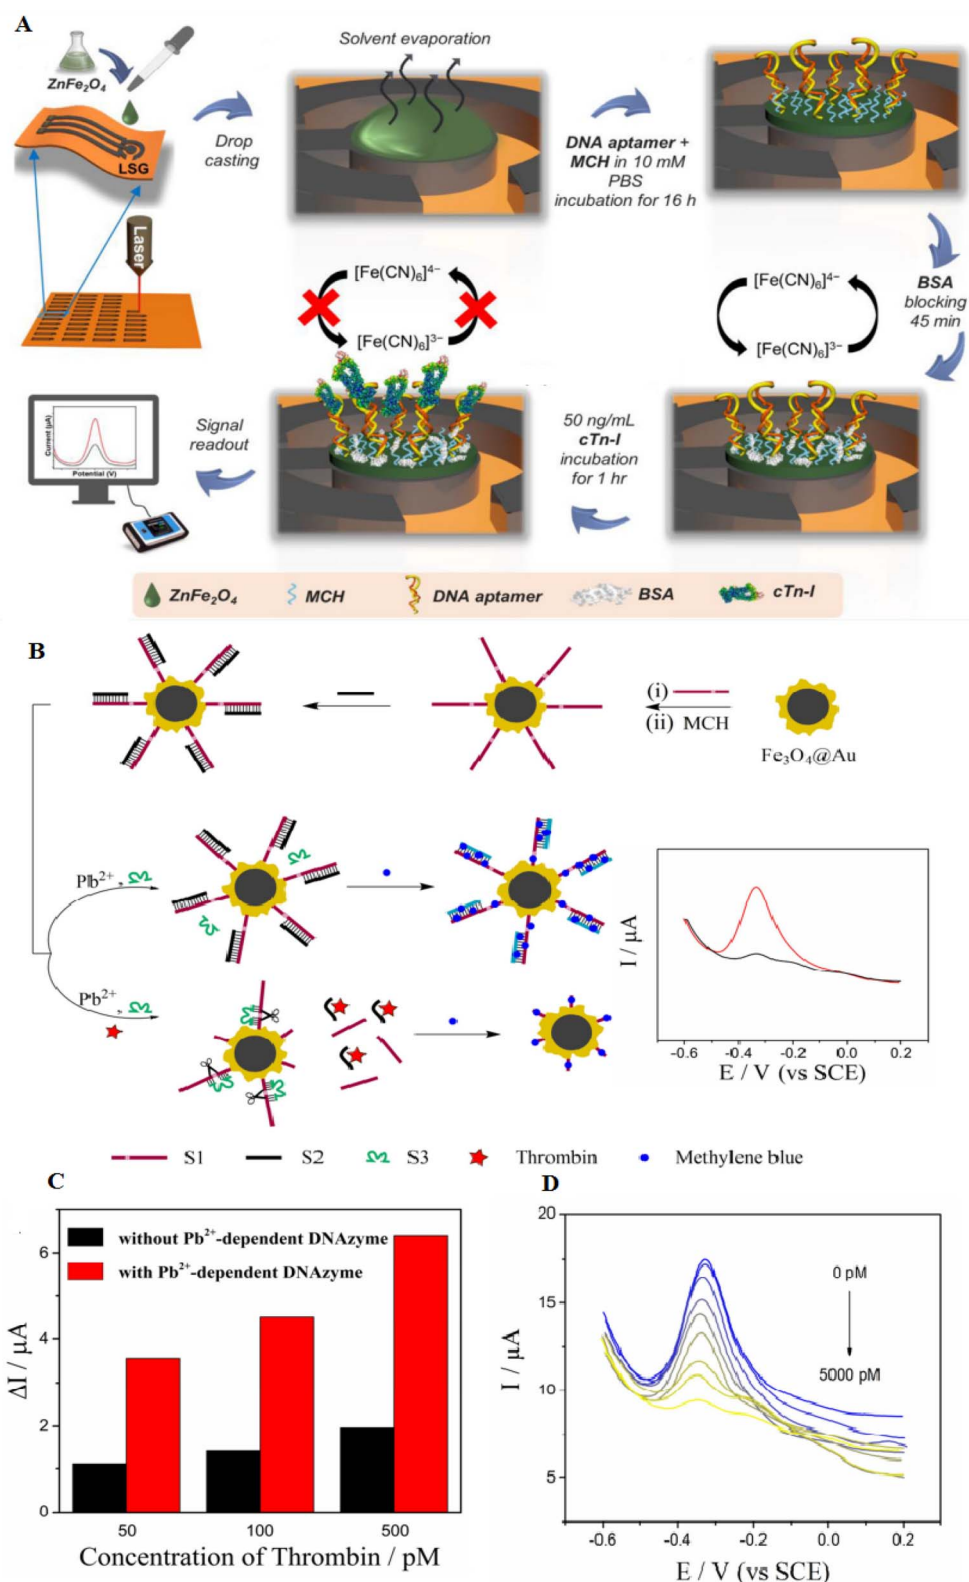 A
ZnFe₂O₄
LSG
Drop
casting
Solvent evaporation
DNA aptamer +
MCH in 10 mM
PBS
incubation for 16 h
Laser
[Fe(CN)₆]⁴⁻
[Fe(CN)₆]³⁻
[Fe(CN)₆]⁴⁻
[Fe(CN)₆]³⁻
BSA
blocking
45 min
50 ng/mL
cTn-I
incubation
for 1 hr
Signal
readout
Current (µA)
Potential (V)
ZnFe₂O₄
MCH
DNA aptamer
BSA
cTn-I
B
(i)
(ii) MCH
Fe₃O₄@Au
Pb²⁺,
Pb²⁺,
I / µA
-0.6 -0.4 -0.2 0.0 0.2
E / V (vs SCE)
S1 S2 S3 Thrombin Methylene blue
C
without Pb²⁺-dependent DNAzyme
with Pb²⁺-dependent DNAzyme
ΔI / µA
6
4
2
0
50 100 500
Concentration of Thrombin / pM
D
I / µA
20
15
10
5
0 pM
5000 pM
-0.6 -0.4 -0.2 0.0 0.2
E / V (vs SCE)